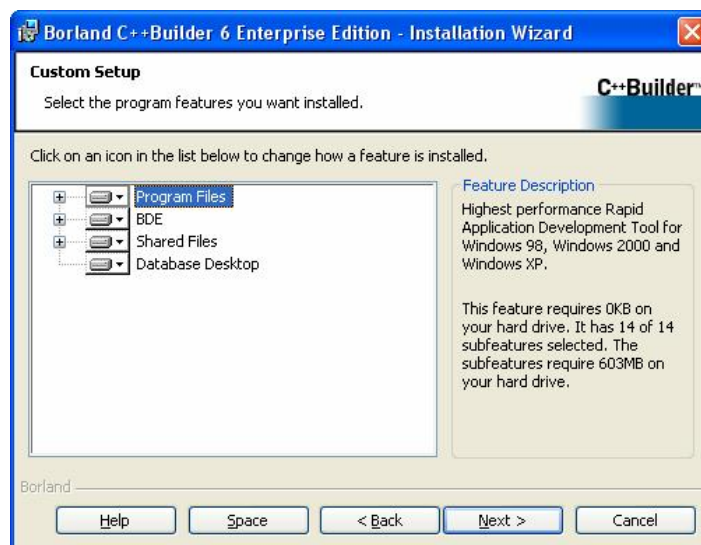 Borland C++Builder 6 Enterprise Edition - Installation Wizard
Custom Setup
Select the program features you want installed.
C++Builder™
Click on an icon in the list below to change how a feature is installed.
Program Files
BDE
Shared Files
Database Desktop
Feature Description
Highest performance Rapid
Application Development Tool for
Windows 98, Windows 2000 and
Windows XP.
This feature requires 0KB on
your hard drive. It has 14 of 14
subfeatures selected. The
subfeatures require 603MB on
your hard drive.
Borland
Help
Space
< Back
Next >
Cancel